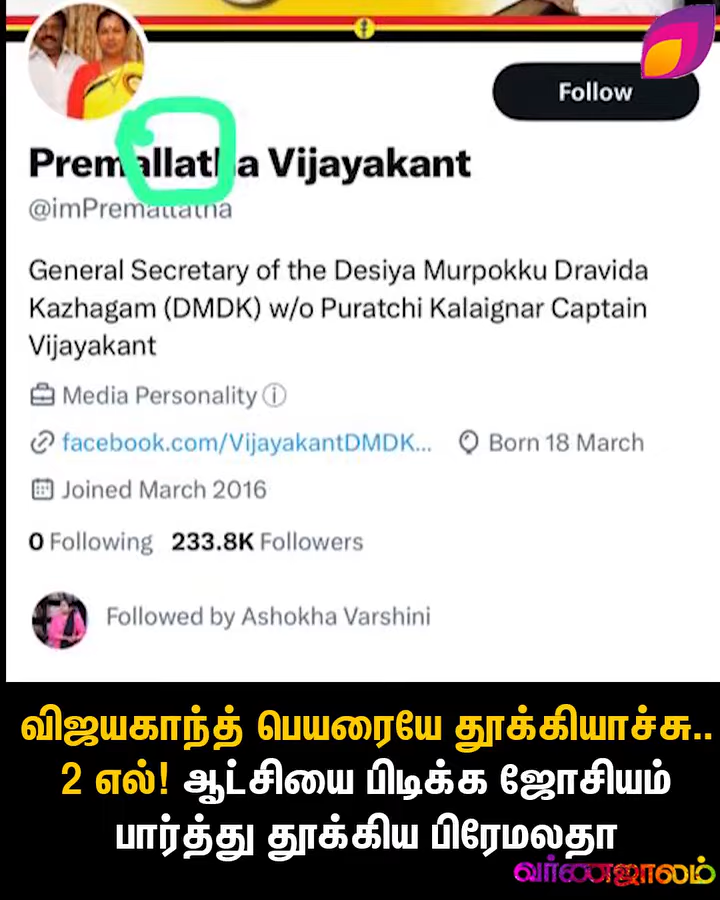 Follow
Premallatha Vijayakant
@imPremallatha
General Secretary of the Desiya Murpokku Dravida
Kazhagam (DMDK) w/o Puratchi Kalaignar Captain
Vijayakant
Media Personality
facebook.com/VijayakantDMDK... Born 18 March
Joined March 2016
0 Following 233.8K Followers
Followed by Ashokha Varshini
விஜயகாந்த் பெயரையே தூக்கியாச்சு..
2 எல்! ஆட்சியை பிடிக்க ஜோசியம்
பார்த்து தூக்கிய பிரேமலதா
வர்ணஜாலம்